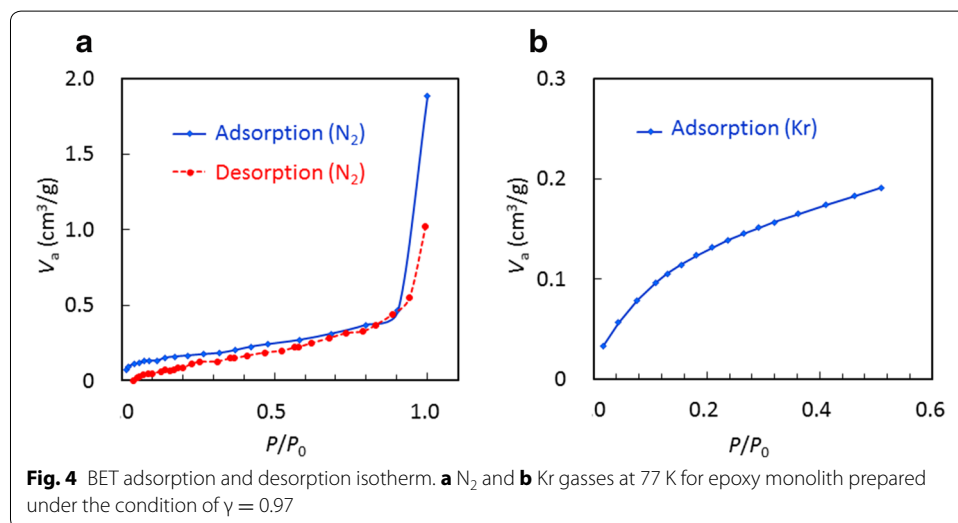 a
2.0
1.5
1.0
0.5
0
Vₐ (cm³/g)
Adsorption (N₂)
Desorption (N₂)
.0
0.5
1.0
P/P₀
b
0.3
0.2
0.1
0
Vₐ (cm³/g)
Adsorption (Kr)
.0
0.2
0.4
0.6
P/P₀
Fig. 4 BET adsorption and desorption isotherm. a N₂ and b Kr gasses at 77 K for epoxy monolith prepared
under the condition of γ = 0.97